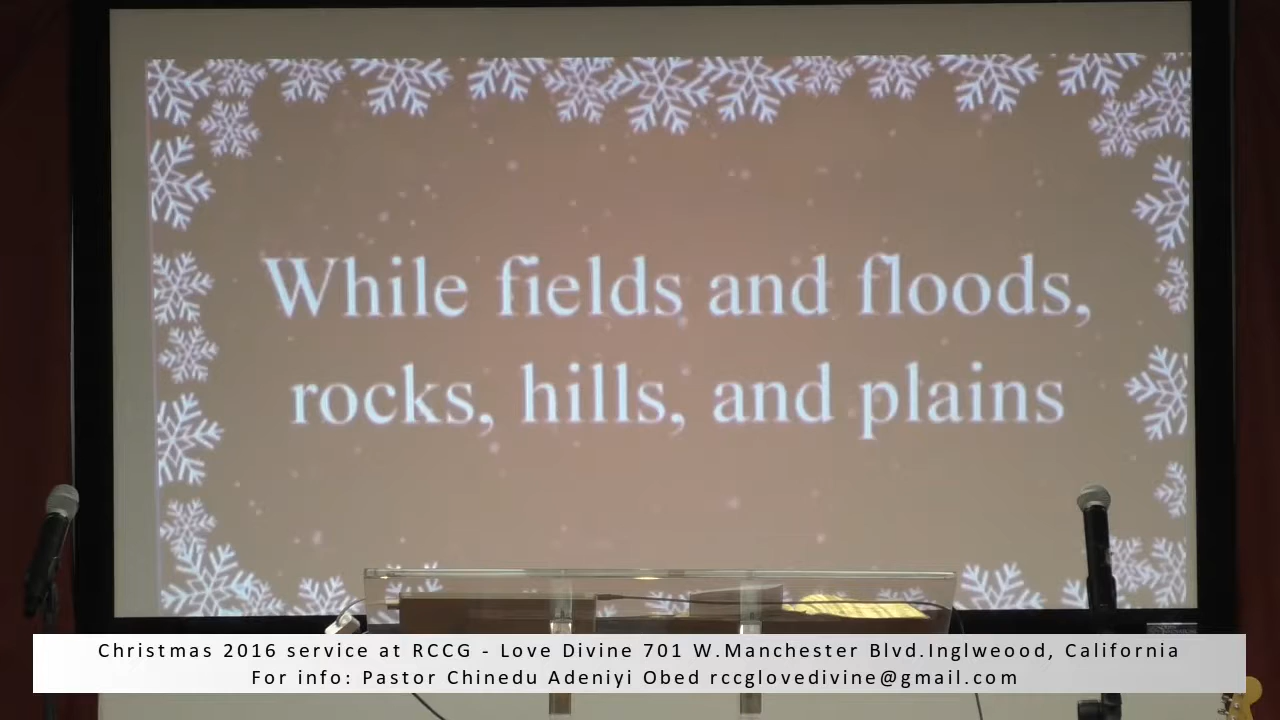 While fields and floods,
rocks, hills, and plains
Christmas 2016 service at RCCG - Love Divine 701 W.Manchester Blvd.Inglweood, California
For info: Pastor Chinedu Adeniyi Obed rccglovedivine@gmail.com